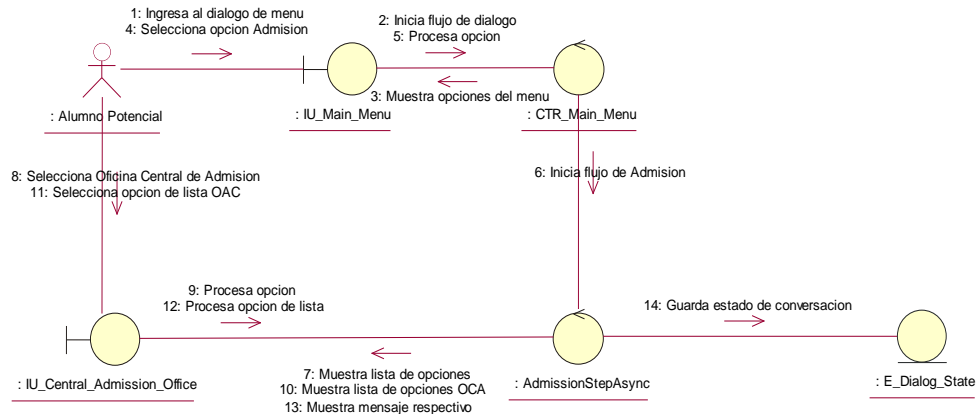 1: Ingresa al dialogo de menu
4: Selecciona opcion Admision
2: Inicia flujo de dialogo
5: Procesa opcion
3: Muestra opciones del menu
: Alumno Potencial
: IU_Main_Menu
: CTR_Main_Menu
8: Selecciona Oficina Central de Admision
11: Selecciona opcion de lista OAC
6: Inicia flujo de Admision
9: Procesa opcion
12: Procesa opcion de lista
14: Guarda estado de conversacion
7: Muestra lista de opciones
10: Muestra lista de opciones OCA
13: Muestra mensaje respectivo
: IU_Central_Admission_Office
: AdmissionStepAsync
: E_Dialog_State